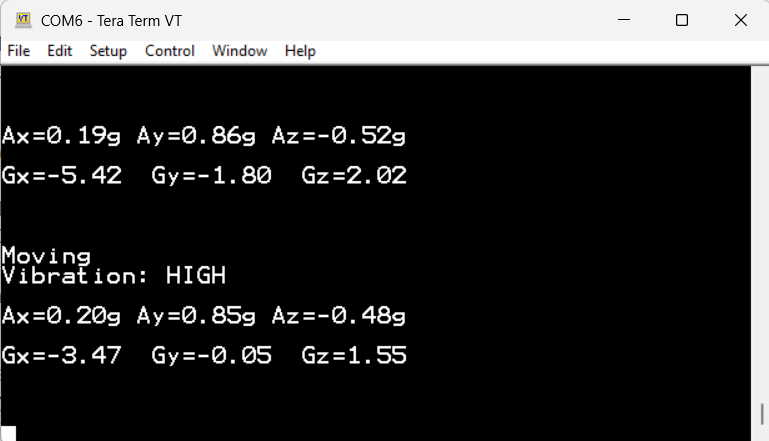 COM6 - Tera Term VT
File Edit Setup Control Window Help
Ax=0.19g Ay=0.86g Az=-0.52g
Gx=-5.42  Gy=-1.80  Gz=2.02
Moving
Vibration: HIGH
Ax=0.20g Ay=0.85g Az=-0.48g
Gx=-3.47  Gy=-0.05  Gz=1.55